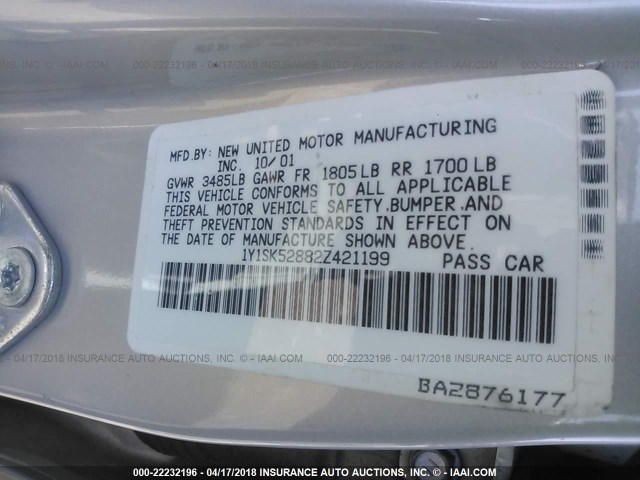 000-22232196 - 04/17/2018 INSURANCE AUTO AUCTIONS, INC. - © IAAI.COM
MFD.BY: NEW UNITED MOTOR MANUFACTURING
INC. 10/01
GVWR 3485LB GAWR FR 1805LB RR 1700LB
THIS VEHICLE CONFORMS TO ALL APPLICABLE
FEDERAL MOTOR VEHICLE SAFETY,BUMPER,AND
THEFT PREVENTION STANDARDS IN EFFECT ON
THE DATE OF MANUFACTURE SHOWN ABOVE.
1Y1SK52882Z421199 PASS CAR
04/17/2018 INSURANCE AUTO AUCTIONS, INC. - © IAAI.COM
000-22232196 - 04/17/2018 INSURANCE AUTO AUCTIONS
BA2876177
000-22232196 - 04/17/2018 INSURANCE AUTO AUCTIONS, INC. - © IAAI.COM